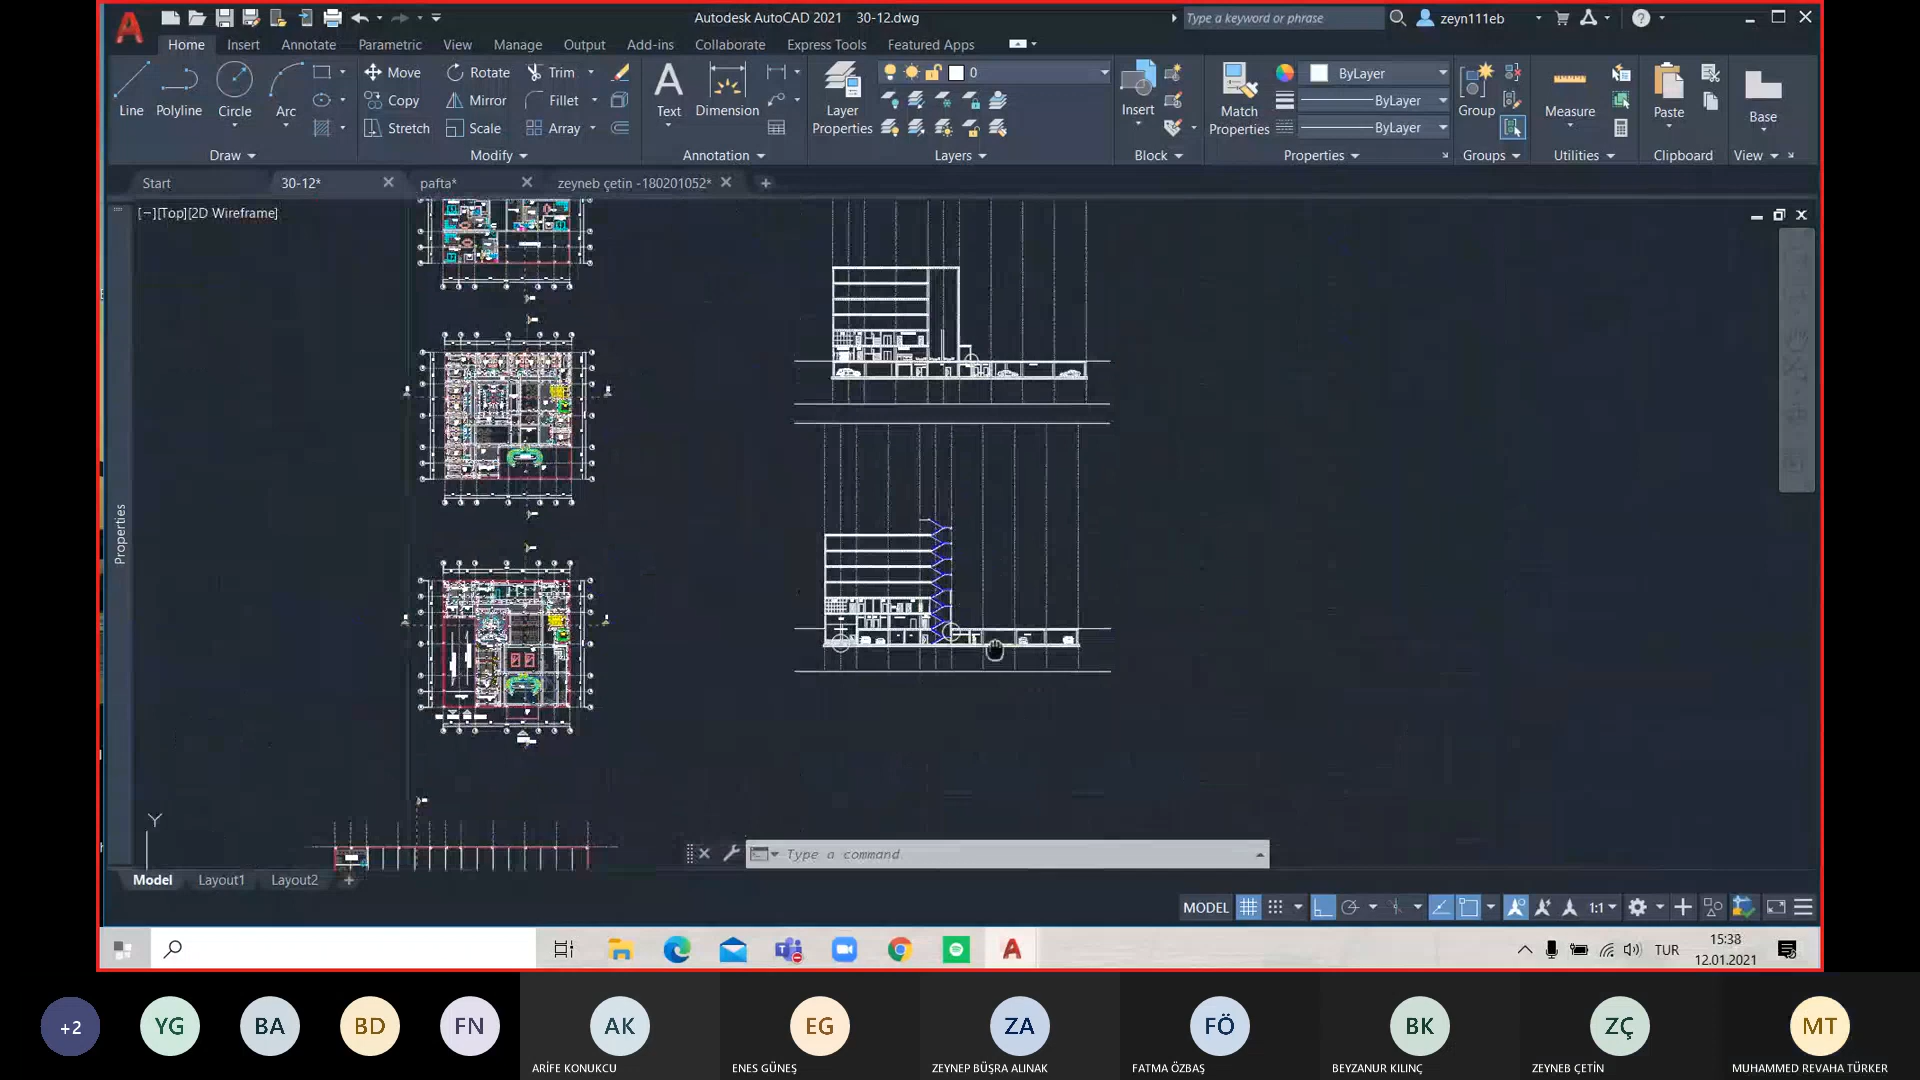 Autodesk AutoCAD 2021 30-12.dwg
Type a keyword or phrase
zeyn111eb
Home Insert Annotate Parametric View Manage Output Add-ins Collaborate Express Tools Featured Apps
Line Polyline Circle Arc
Move Rotate Trim
Copy Mirror Fillet
Stretch Scale Array
Text Dimension
Layer Properties
0
Insert
Match Properties
ByLayer
ByLayer
ByLayer
Group
Measure
Paste
Base
Draw Modify Annotation Layers Block Properties Groups Utilities Clipboard View
Start 30-12* pafta* zeyneb çetin -180201052*
[−][Top][2D Wireframe]
Properties
Y
Type a command
Model Layout1 Layout2
MODEL 1:1
TUR
15:38
12.01.2021
+2 YG BA BD FN AK EG ZA FÖ BK ZÇ MT
ARİFE KONUKCU ENES GÜNEŞ ZEYNEP BÜŞRA ALINAK FATMA ÖZBAŞ BEYZANUR KILINÇ ZEYNEB ÇETİN MUHAMMED REVAHA TÜRKER